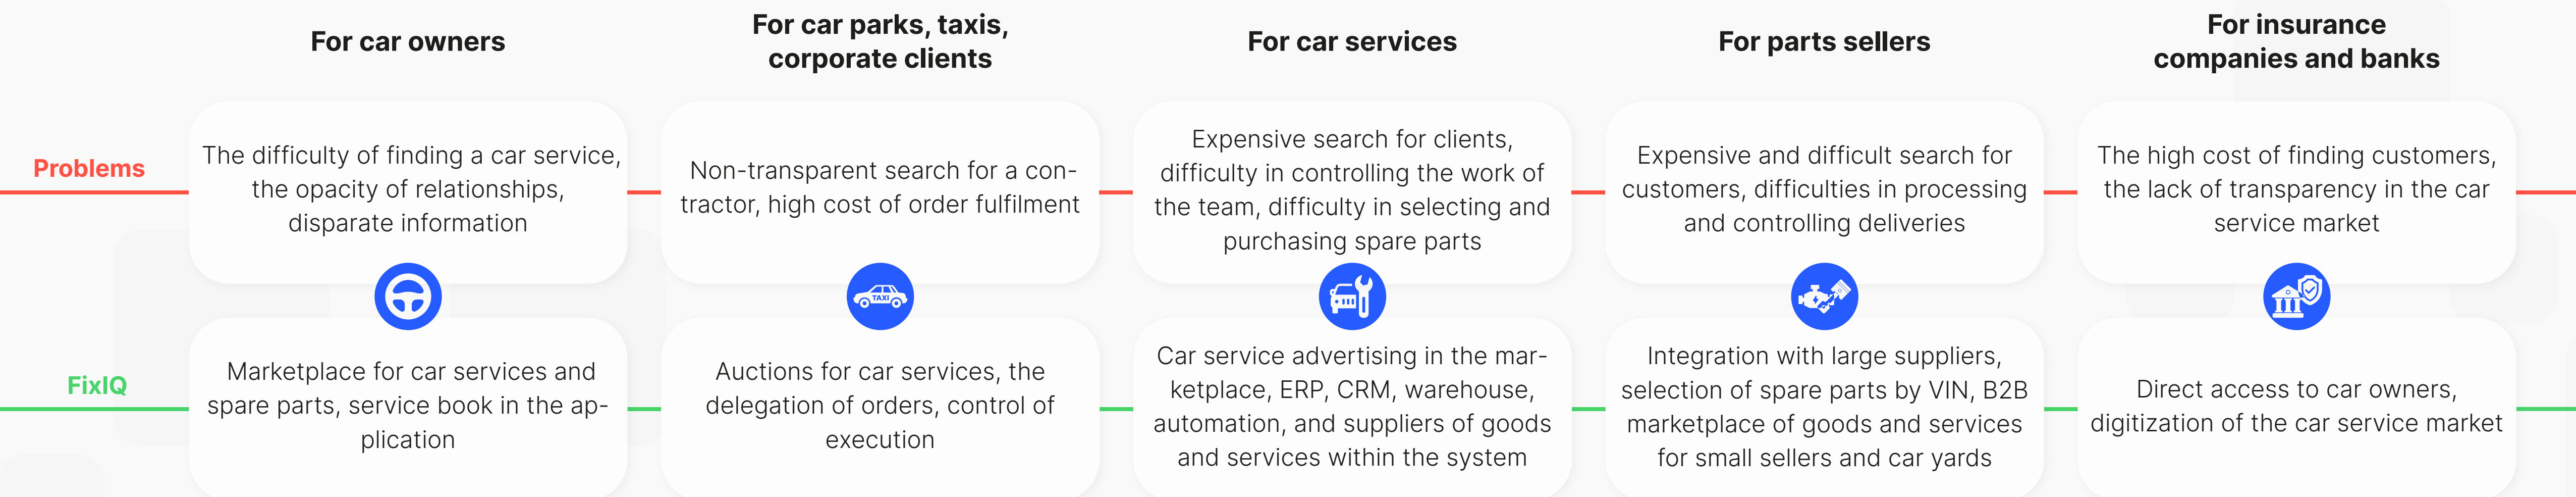 For car owners
For car parks, taxis,
corporate clients
For car services
For parts sellers
For insurance
companies and banks
Problems
The difficulty of finding a car service,
the opacity of relationships,
disparate information
Non-transparent search for a con-
tractor, high cost of order fulfilment
Expensive search for clients,
difficulty in controlling the work of
the team, difficulty in selecting and
purchasing spare parts
Expensive and difficult search for
customers, difficulties in processing
and controlling deliveries
The high cost of finding customers,
the lack of transparency in the car
service market
TAXI
FixIQ
Marketplace for car services and
spare parts, service book in the ap-
plication
Auctions for car services, the
delegation of orders, control of
execution
Car service advertising in the mar-
ketplace, ERP, CRM, warehouse,
automation, and suppliers of goods
and services within the system
Integration with large suppliers,
selection of spare parts by VIN, B2B
marketplace of goods and services
for small sellers and car yards
Direct access to car owners,
digitization of the car service market